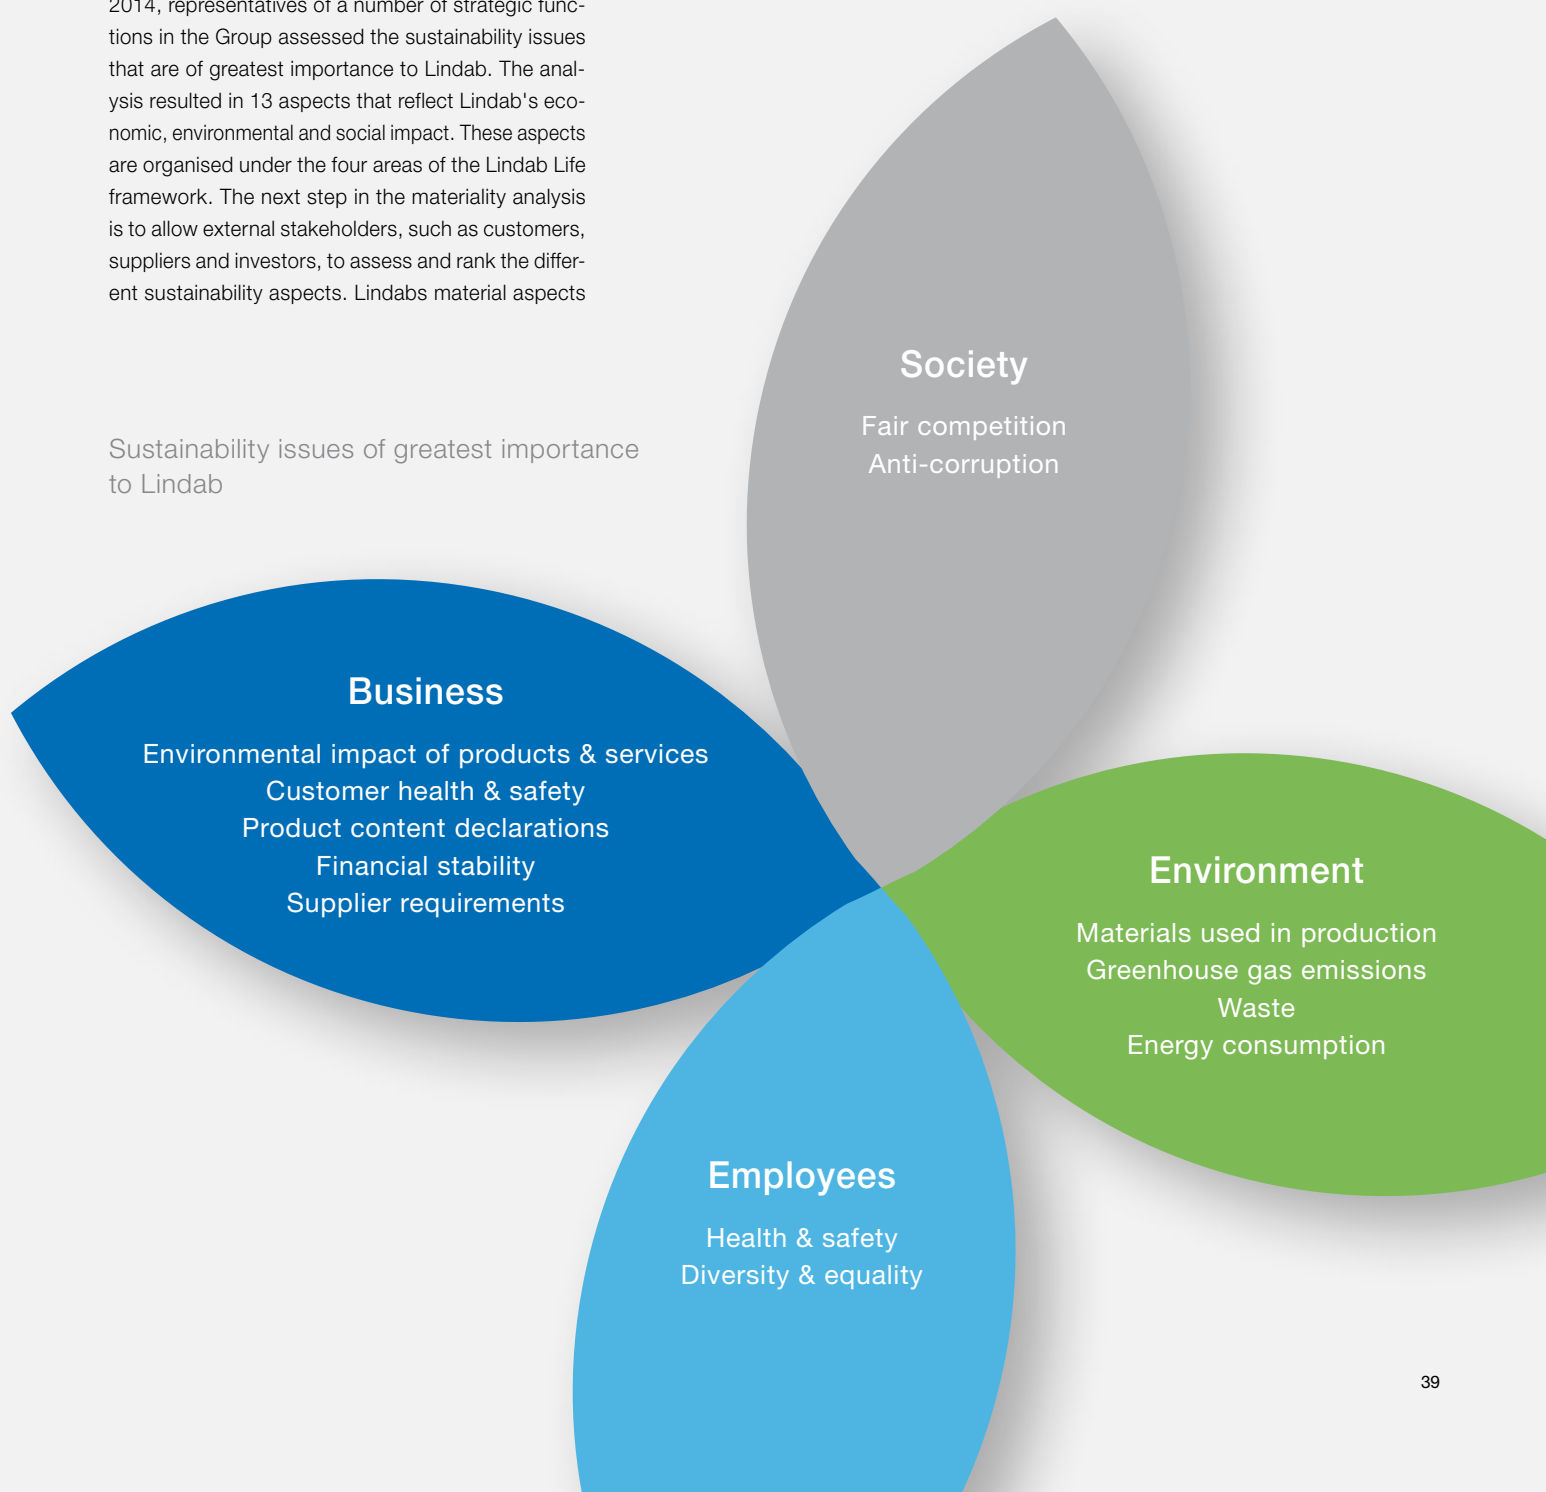 2014, representatives of a number of strategic func-
tions in the Group assessed the sustainability issues
that are of greatest importance to Lindab. The anal-
ysis resulted in 13 aspects that reflect Lindab's eco-
nomic, environmental and social impact. These aspects
are organised under the four areas of the Lindab Life
framework. The next step in the materiality analysis
is to allow external stakeholders, such as customers,
suppliers and investors, to assess and rank the differ-
ent sustainability aspects. Lindabs material aspects
Sustainability issues of greatest importance
to Lindab
Society
Fair competition
Anti-corruption
Business
Environmental impact of products & services
Customer health & safety
Product content declarations
Financial stability
Supplier requirements
Environment
Materials used in production
Greenhouse gas emissions
Waste
Energy consumption
Employees
Health & safety
Diversity & equality
39